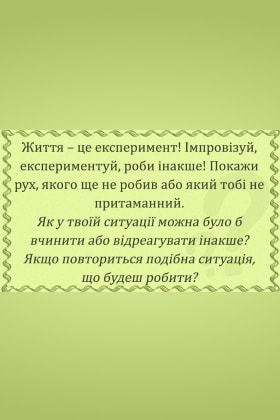 Життя – це експеримент! Імпровізуй,
експериментуй, роби інакше! Покажи
рух, якого ще не робив або який тобі не
притаманний.
Як у твоїй ситуації можна було б
вчинити або відреагувати інакше?
Якщо повториться подібна ситуація,
що будеш робити?